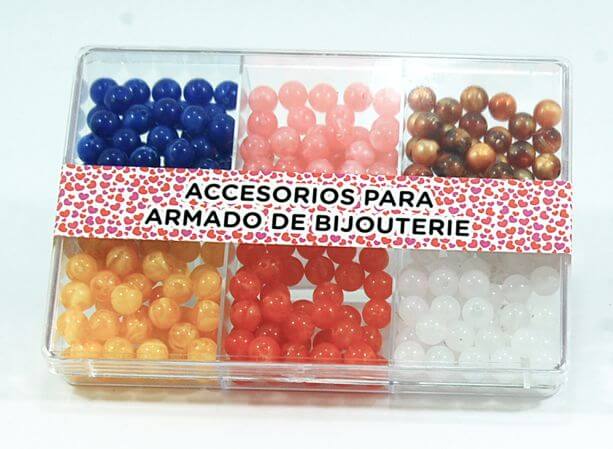 ACCESORIOS PARA
ARMADO DE BIJOUTERIE